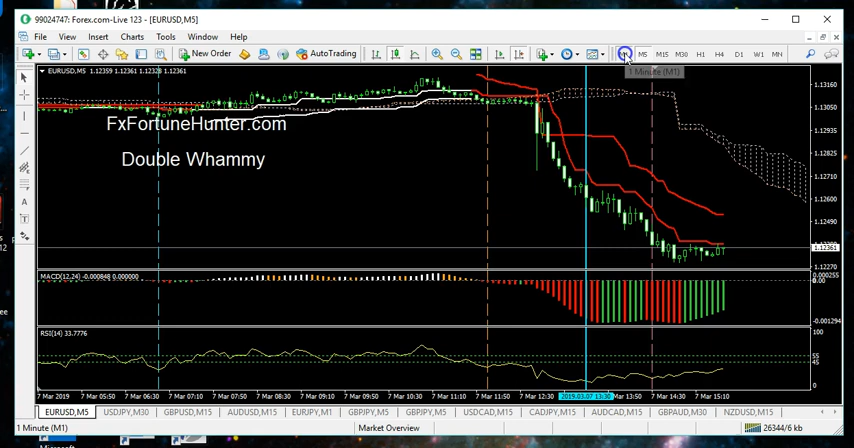 99024747: Forex.com-Live 123 - [EURUSD,M5]
File View Insert Charts Tools Window Help
New Order AutoTrading M5 M15 M30 H1 H4 D1 W1 MN
1 Minute (M1)
EURUSD,M5 1.12359 1.12361 1.12328 1.12361
FxFortuneHunter.com
Double Whammy
1.13160
1.13050
1.12935
1.12825
1.12710
1.12600
1.12490
1.12361
1.12270
MACD(12,24) -0.000848 0.000000
0.000255
0.00
-0.001294
RSI(14) 33.7776
100
55
45
0
7 Mar 2019 7 Mar 05:50 7 Mar 06:30 7 Mar 07:10 7 Mar 07:50 7 Mar 08:30 7 Mar 09:10 7 Mar 09:50 7 Mar 10:30 7 Mar 11:10 7 Mar 11:50 7 Mar 12:30 2019.03.07 13:30 Mar 13:50 7 Mar 14:30 7 Mar 15:10
EURUSD,M5 USDJPY,M30 GBPUSD,M15 AUDUSD,M15 EURJPY,M1 GBPJPY,M5 GBPJPY,M5 USDCAD,M15 CADJPY,M15 AUDCAD,M15 GBPAUD,M30 NZDUSD,M15
1 Minute (M1) Market Overview 26344/6 kb